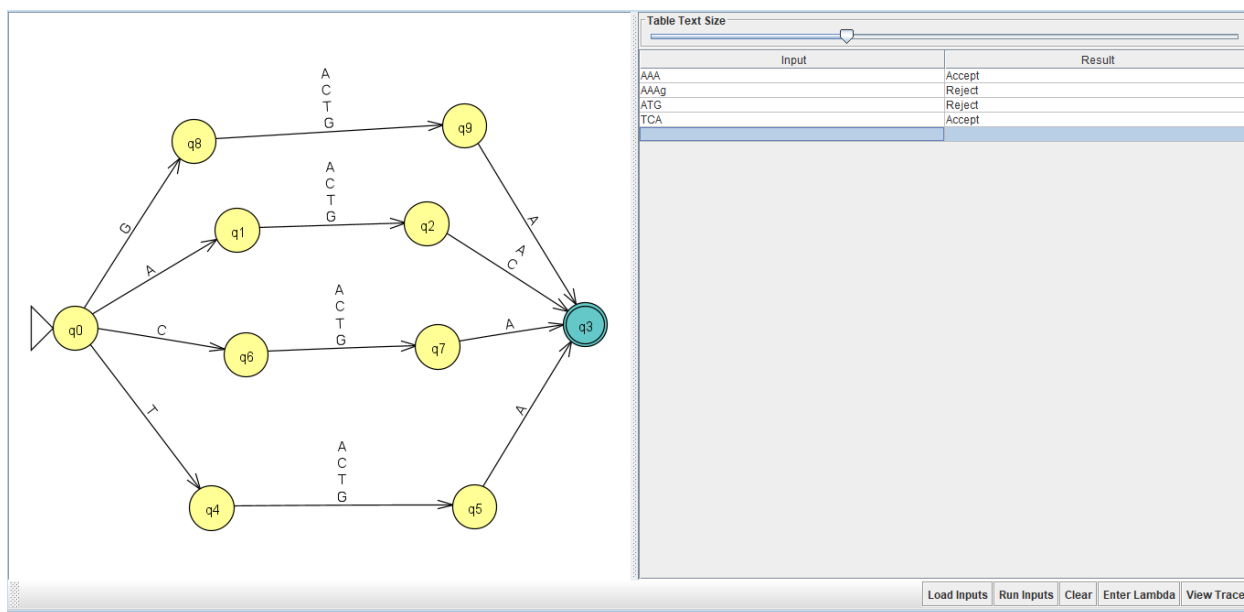 A
C
T
G
q8
q9
G
A
A
C
T
G
q1
q2
A
A
C
q0
C
A
C
T
G
q6
q7
A
q3
T
A
A
C
T
G
q4
q5
Table Text Size
Input Result
AAA Accept
AAAg Reject
ATG Reject
TCA Accept
Load Inputs Run Inputs Clear Enter Lambda View Trace